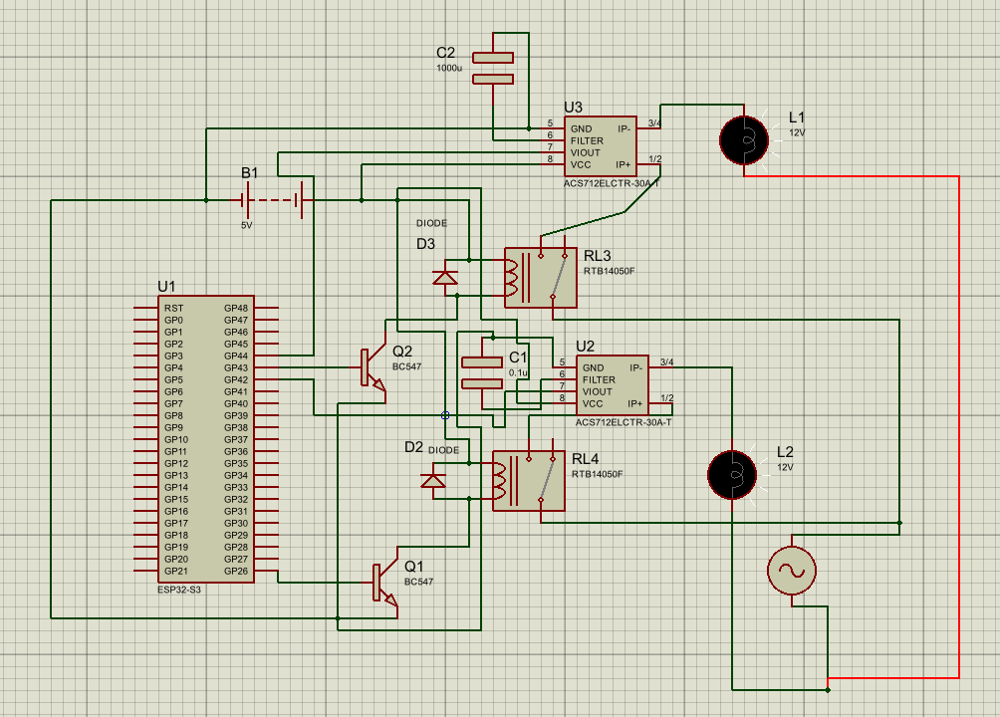 C2
1000u
U3
5 GND IP- 3/4
6 FILTER
7 VIOUT
8 VCC IP+ 1/2
ACS712ELCTR-30A-T
L1
12V
B1
5V
DIODE
D3
RL3
RTB14050F
U1
RST GP48
GP0 GP47
GP1 GP46
GP2 GP45
GP3 GP44
GP4 GP43
GP5 GP42
GP6 GP41
GP7 GP40
GP8 GP39
GP9 GP38
GP10 GP37
GP11 GP36
GP12 GP35
GP13 GP34
GP14 GP33
GP15 GP32
GP16 GP31
GP17 GP30
GP18 GP29
GP19 GP28
GP20 GP27
GP21 GP26
ESP32-S3
Q2
BC547
C1
0.1u
U2
5 GND IP- 3/4
6 FILTER
7 VIOUT
8 VCC IP+ 1/2
ACS712ELCTR-30A-T
D2 DIODE
RL4
RTB14050F
L2
12V
Q1
BC547